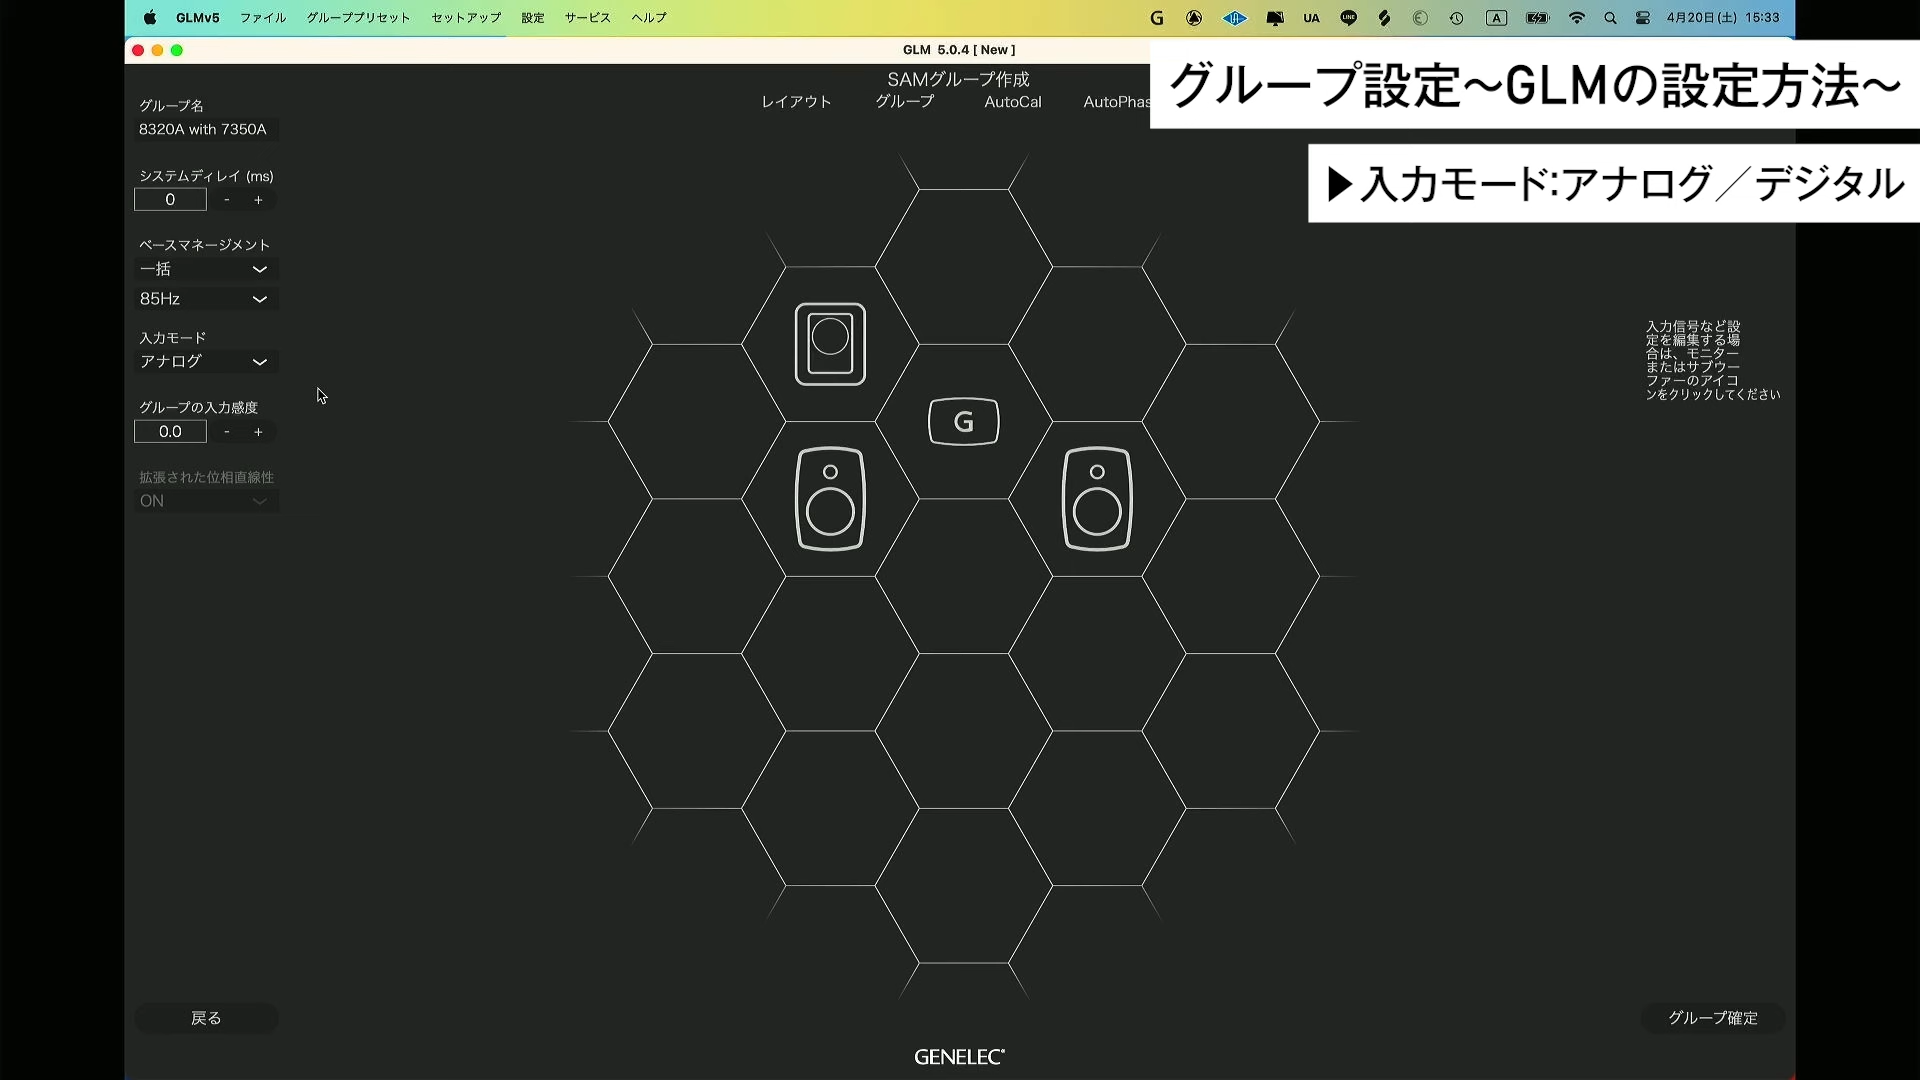 GLMv5 ファイル グループプリセット セットアップ 設定 サービス ヘルプ
G UA LINE A 4月20日(土) 15:33
GLM 5.0.4 [ New ]
SAMグループ作成
レイアウト グループ AutoCal AutoPhas
グループ設定〜GLMの設定方法〜
▶入力モード:アナログ／デジタル
グループ名
8320A with 7350A
システムディレイ (ms)
0 - +
ベースマネージメント
一括
85Hz
入力モード
アナログ
グループの入力感度
0.0 - +
拡張された位相直線性
ON
G
入力信号など設
定を編集する場
合は、モニター
またはサブウー
ファーのアイコ
ンをクリックしてください
戻る
グループ確定
GENELEC